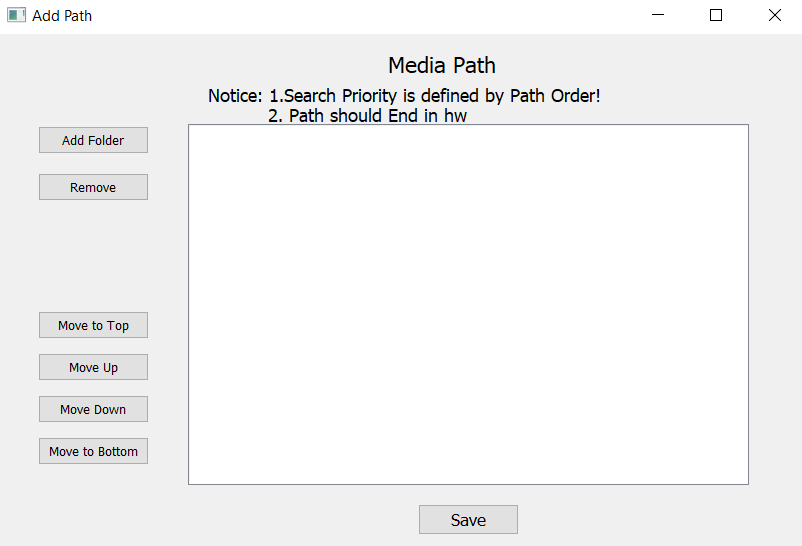 Add Path
Media Path
Notice: 1.Search Priority is defined by Path Order!
2. Path should End in hw
Add Folder
Remove
Move to Top
Move Up
Move Down
Move to Bottom
Save